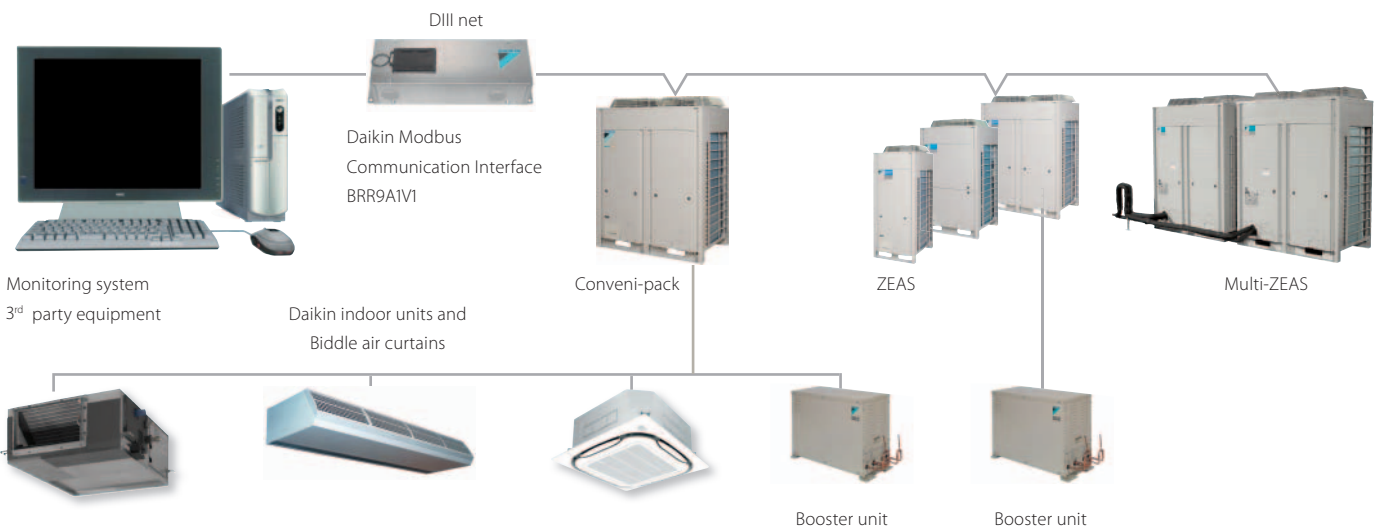 DIII net
Daikin Modbus
Communication Interface
BRR9A1V1
Monitoring system
3rd party equipment
Conveni-pack
ZEAS
Multi-ZEAS
Daikin indoor units and
Biddle air curtains
Booster unit
Booster unit